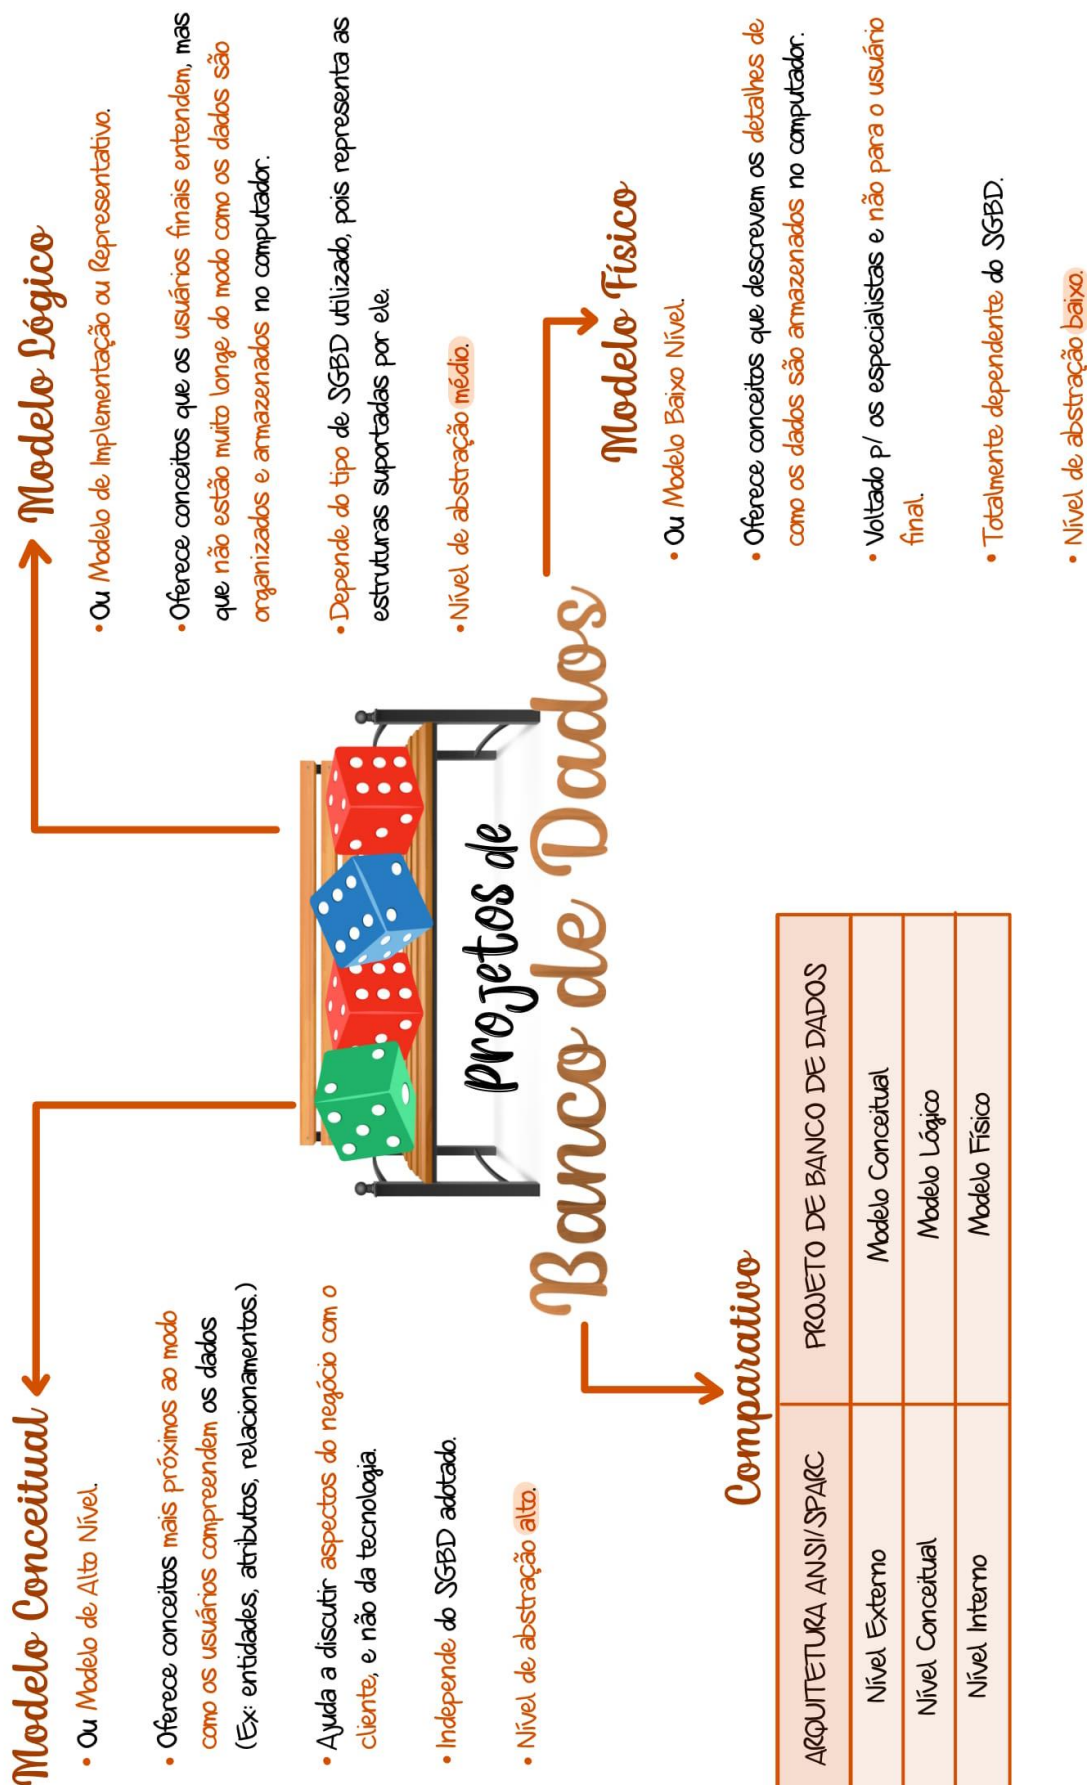 Modelo Conceitual
• Ou Modelo de Alto Nível.
• Oferece conceitos mais próximos ao modo
como os usuários compreendem os dados
(Ex: entidades, atributos, relacionamentos.)
• Ajuda a discutir aspectos do negócio com o
cliente, e não da tecnologia.
• Independe do SGBD adotado.
• Nível de abstração alto.
Modelo Lógico
• Ou Modelo de Implementação ou Representativo.
• Oferece conceitos que os usuários finais entendem, mas
que não estão muito longe do modo como os dados são
organizados e armazenados no computador.
• Depende do tipo de SGBD utilizado, pois representa as
estruturas suportadas por ele.
• Nível de abstração médio.
projetos de
Banco de Dados
Comparativo
ARQUITETURA ANSI/SPARC PROJETO DE BANCO DE DADOS
Nível Externo Modelo Conceitual
Nível Conceitual Modelo Lógico
Nível Interno Modelo Físico
Modelo Físico
• Ou Modelo Baixo Nível.
• Oferece conceitos que descrevem os detalhes de
como os dados são armazenados no computador.
• Voltado p/ os especialistas e não para o usuário
final.
• Totalmente dependente do SGBD.
• Nível de abstração baixo.